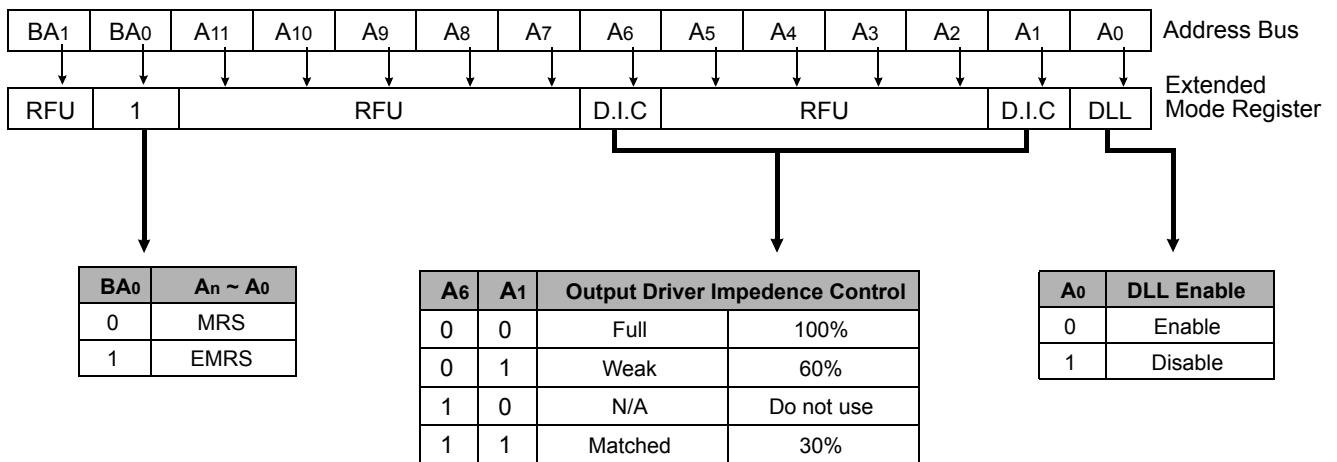 BA1 BA0 A11 A10 A9 A8 A7 A6 A5 A4 A3 A2 A1 A0 Address Bus
RFU 1 RFU D.I.C RFU D.I.C DLL Extended
Mode Register
BA0 An ~ A0
0 MRS
1 EMRS
A6 A1 Output Driver Impedence Control
0 0 Full 100%
0 1 Weak 60%
1 0 N/A Do not use
1 1 Matched 30%
A0 DLL Enable
0 Enable
1 Disable